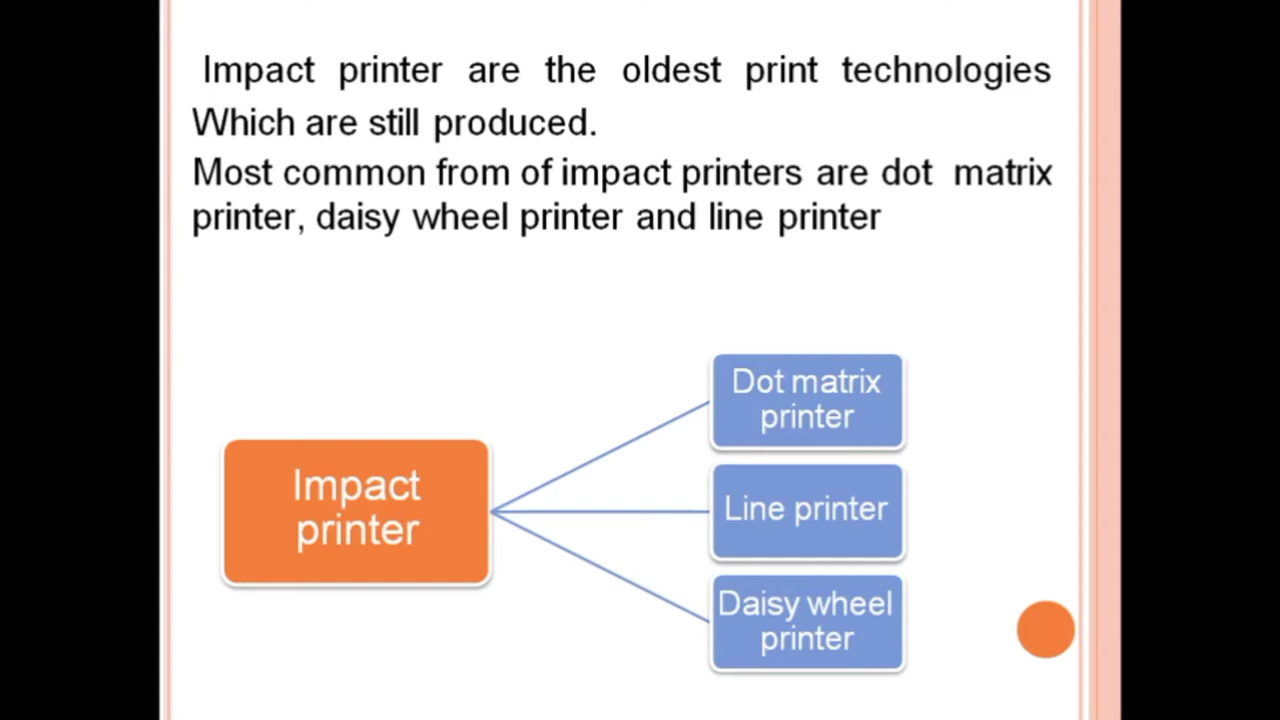 Impact printer are the oldest print technologies
Which are still produced.
Most common from of impact printers are dot matrix
printer, daisy wheel printer and line printer
Impact
printer
Dot matrix
printer
Line printer
Daisy wheel
printer